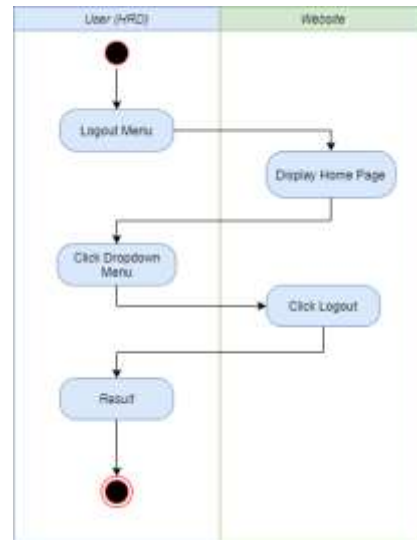 User (HRD)
Website
Logout Menu
Display Home Page
Click Dropdown
Menu
Click Logout
Result